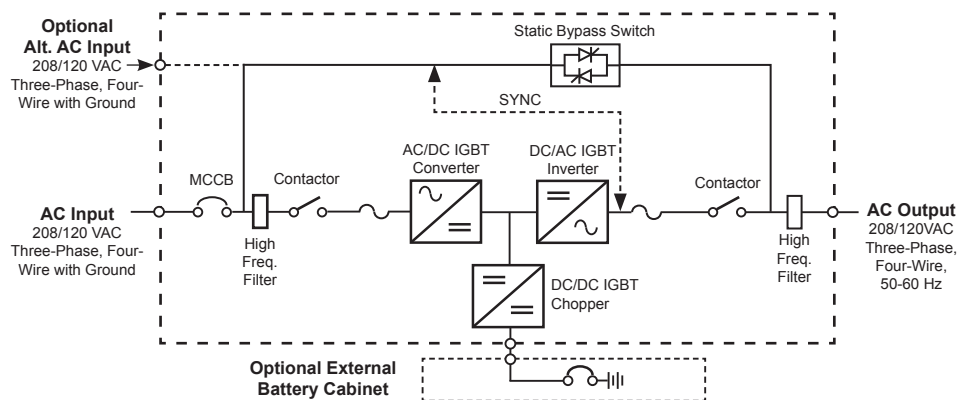 Optional
Alt. AC Input
208/120 VAC
Three-Phase, Four-
Wire with Ground
Static Bypass Switch
SYNC
AC/DC IGBT
Converter
DC/AC IGBT
Inverter
MCCB
Contactor
Contactor
AC Input
208/120 VAC
Three-Phase, Four-
Wire with Ground
High
Freq.
Filter
High
Freq.
Filter
AC Output
208/120VAC
Three-Phase,
Four-Wire,
50-60 Hz
DC/DC IGBT
Chopper
Optional External
Battery Cabinet